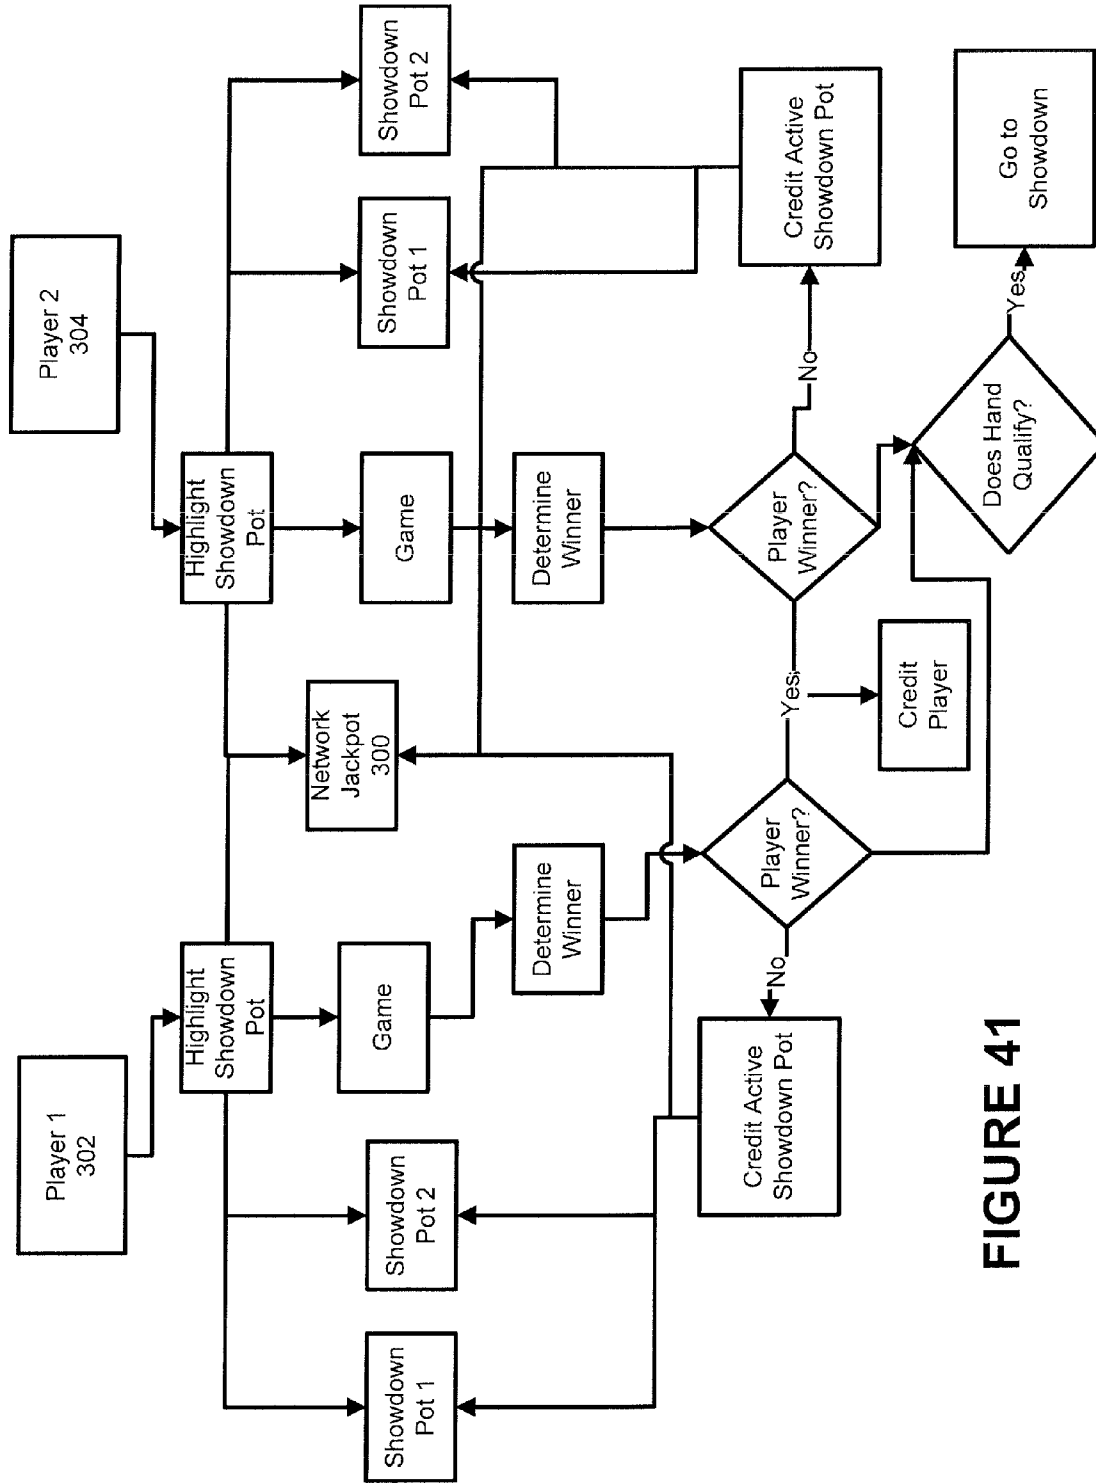 Player 1
302
Player 2
304
Highlight
Showdown
Pot
Highlight
Showdown
Pot
Network
Jackpot
300
Showdown
Pot 1
Showdown
Pot 2
Game
Game
Showdown
Pot 1
Showdown
Pot 2
Determine
Winner
Determine
Winner
Credit Active
Showdown Pot
No
Player
Winner?
Yes
Player
Winner?
No
Credit Active
Showdown Pot
Credit
Player
Does Hand
Qualify?
Yes
Go to
Showdown
FIGURE 41